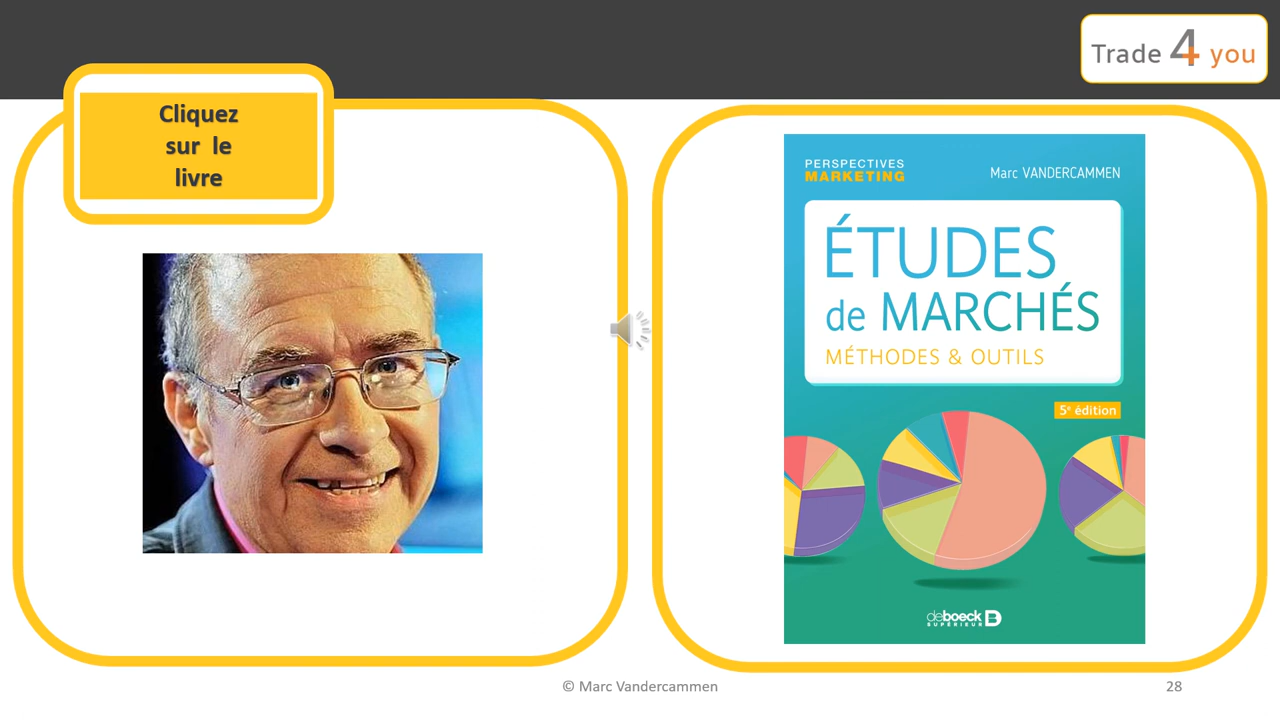 Trade 4 you
Cliquez
sur le
livre
PERSPECTIVES
MARKETING
Marc VANDERCAMMEN
ÉTUDES
de MARCHÉS
MÉTHODES & OUTILS
5e édition
deboeck B
SUPÉRIEUR
© Marc Vandercammen
28